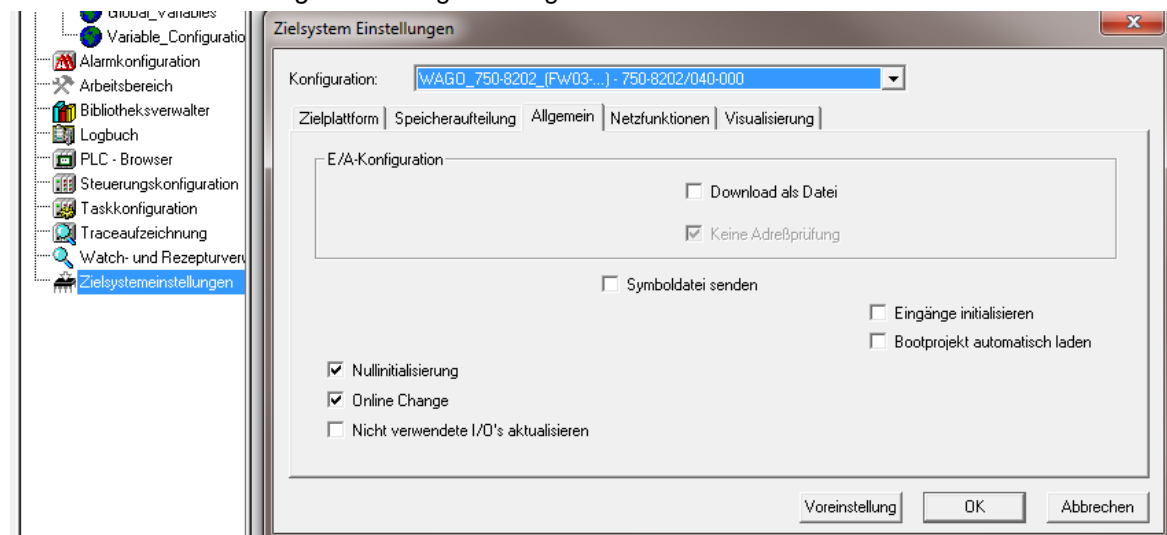 Global_Variables
Variable_Configuratio
Alarmkonfiguration
Arbeitsbereich
Bibliotheksverwalter
Logbuch
PLC - Browser
Steuerungskonfiguration
Taskkonfiguration
Traceaufzeichnung
Watch- und Rezepturverw
Zielsystemeinstellungen
Zielsystem Einstellungen
Konfiguration:
WAGO_750-8202_(FW03-...) - 750-8202/040-000
Zielplattform
Speicheraufteilung
Allgemein
Netzfunktionen
Visualisierung
E/A-Konfiguration
Download als Datei
Keine Adreßprüfung
Symboldatei senden
Eingänge initialisieren
Bootprojekt automatisch laden
Nullinitialisierung
Online Change
Nicht verwendete I/O's aktualisieren
Voreinstellung
OK
Abbrechen